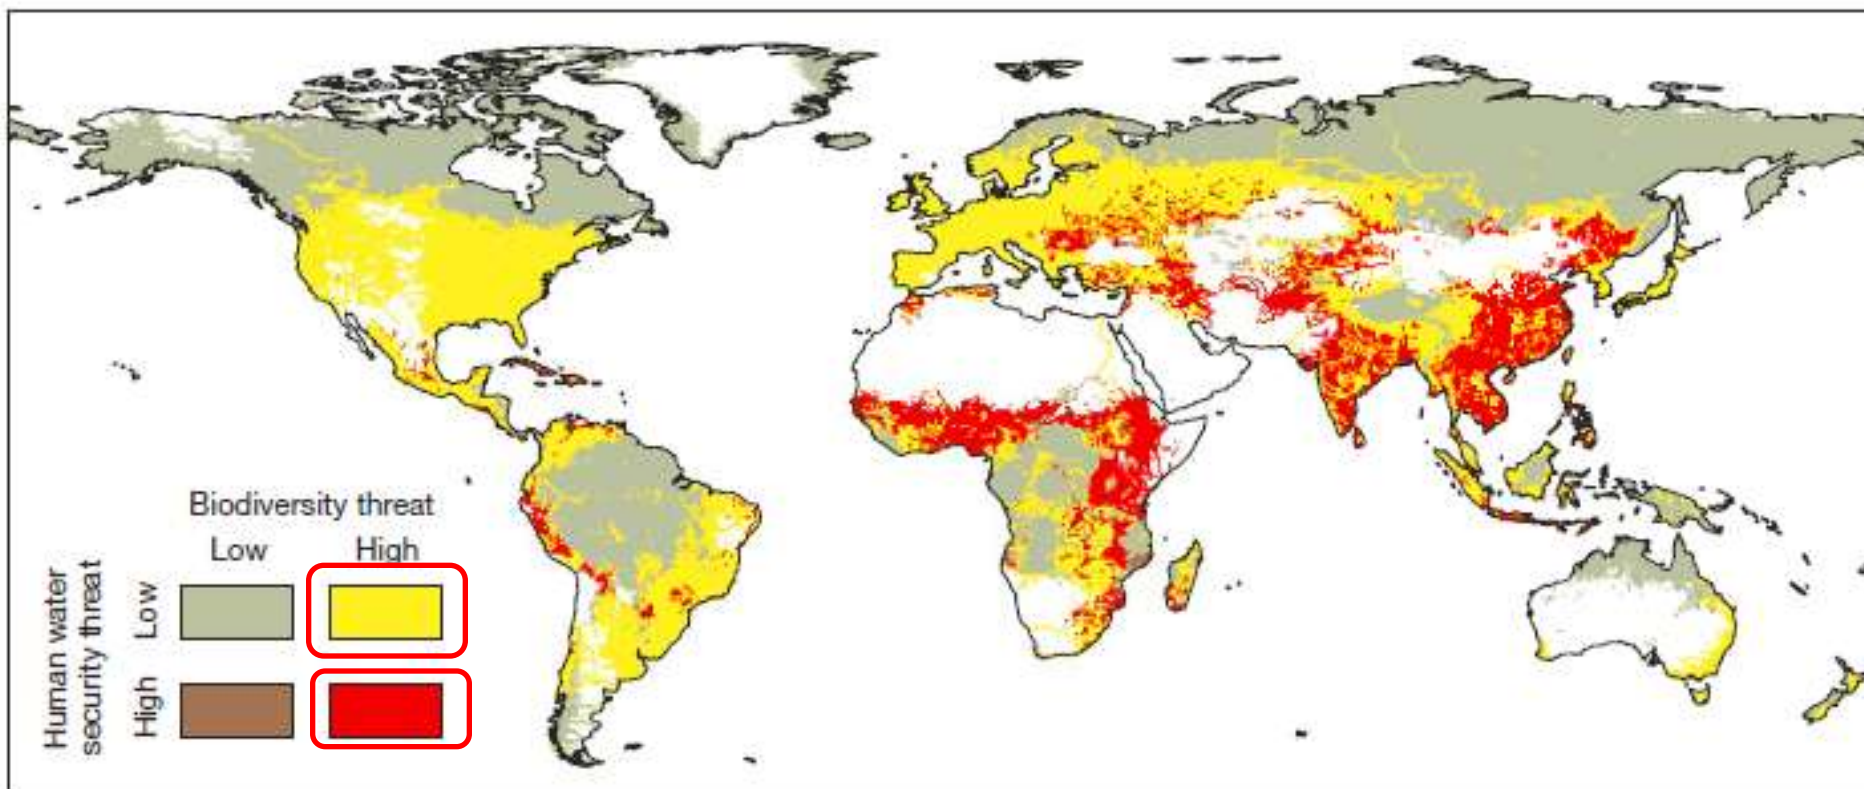 Biodiversity threat
Low High
Human water
security threat
Low
High